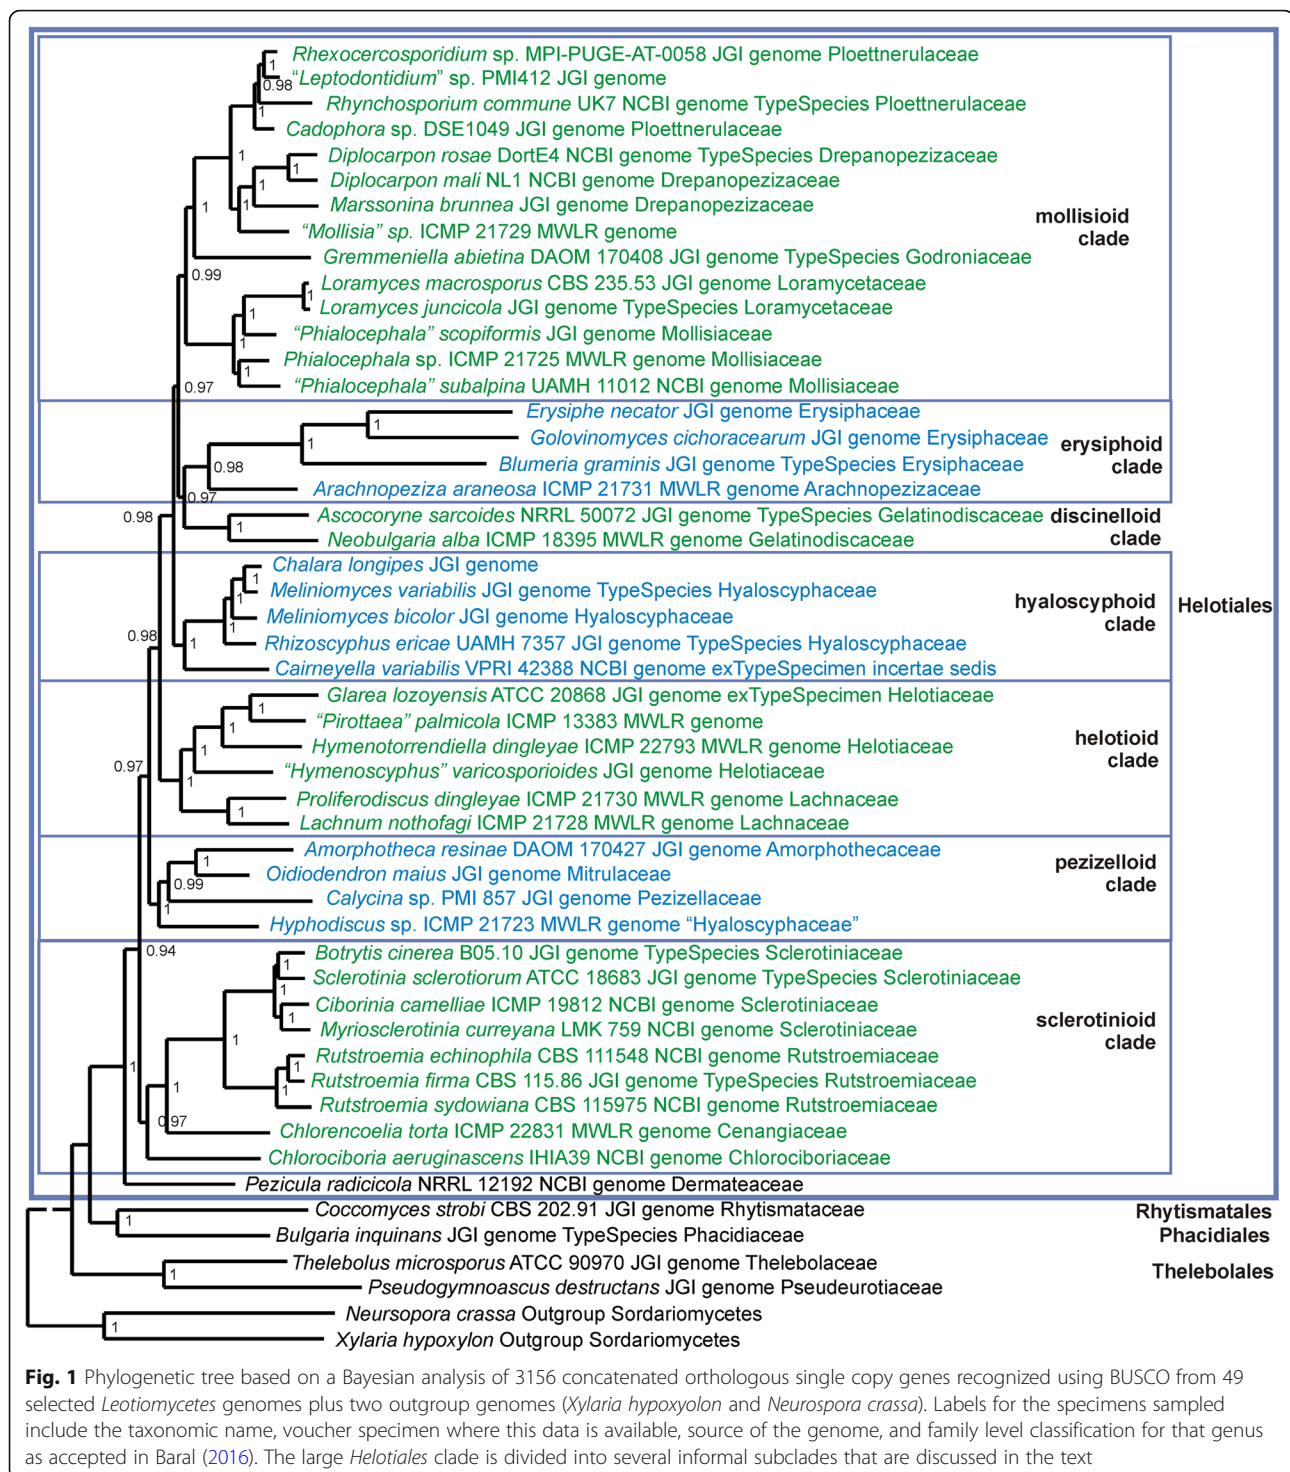 Rhexocercosporidium sp. MPI-PUGE-AT-0058 JGI genome Ploettnerulaceae
1
"Leptodontidium" sp. PMI412 JGI genome
0.98
Rhynchosporium commune UK7 NCBI genome TypeSpecies Ploettnerulaceae
1
Cadophora sp. DSE1049 JGI genome Ploettnerulaceae
1
Diplocarpon rosae DortE4 NCBI genome TypeSpecies Drepanopezizaceae
1
Diplocarpon mali NL1 NCBI genome Drepanopezizaceae
1
Marssonina brunnea JGI genome Drepanopezizaceae
1
1
mollisioid
clade
“Mollisia” sp. ICMP 21729 MWLR genome
Gremmeniella abietina DAOM 170408 JGI genome TypeSpecies Godroniaceae
0.99
Loramyces macrosporus CBS 235.53 JGI genome Loramycetaceae
1
Loramyces juncicola JGI genome TypeSpecies Loramycetaceae
1
“Phialocephala” scopiformis JGI genome Mollisiaceae
1
Phialocephala sp. ICMP 21725 MWLR genome Mollisiaceae
1
“Phialocephala” subalpina UAMH 11012 NCBI genome Mollisiaceae
0.97
Erysiphe necator JGI genome Erysiphaceae
1
Golovinomyces cichoracearum JGI genome Erysiphaceae
1
erysiphoid
clade
Blumeria graminis JGI genome TypeSpecies Erysiphaceae
0.98
Arachnopeziza araneosa ICMP 21731 MWLR genome Arachnopezizaceae
0.97
Ascocoryne sarcoides NRRL 50072 JGI genome TypeSpecies Gelatinodiscaceae
discinelloid
clade
0.98
1
Neobulgaria alba ICMP 18395 MWLR genome Gelatinodiscaceae
Chalara longipes JGI genome
1
Meliniomyces variabilis JGI genome TypeSpecies Hyaloscyphaceae
1
hyaloscyphoid
clade
Helotiales
Meliniomyces bicolor JGI genome Hyaloscyphaceae
1
Rhizoscyphus ericae UAMH 7357 JGI genome TypeSpecies Hyaloscyphaceae
0.98
1
Cairneyella variabilis VPRI 42388 NCBI genome exTypeSpecimen incertae sedis
Glarea lozoyensis ATCC 20868 JGI genome exTypeSpecimen Helotiaceae
1
“Pirottaea” palmicola ICMP 13383 MWLR genome
1
helotioid
clade
Hymenotorrendiella dingleyae ICMP 22793 MWLR genome Helotiaceae
1
“Hymenoscyphus” varicosporioides JGI genome Helotiaceae
0.97
1
Proliferodiscus dingleyae ICMP 21730 MWLR genome Lachnaceae
1
Lachnum nothofagi ICMP 21728 MWLR genome Lachnaceae
Amorphotheca resinae DAOM 170427 JGI genome Amorphothecaceae
1
pezizelloid
clade
Oidiodendron maius JGI genome Mitrulaceae
0.99
Calycina sp. PMI 857 JGI genome Pezizellaceae
1
Hyphodiscus sp. ICMP 21723 MWLR genome “Hyaloscyphaceae”
0.94
Botrytis cinerea B05.10 JGI genome TypeSpecies Sclerotiniaceae
1
Sclerotinia sclerotiorum ATCC 18683 JGI genome TypeSpecies Sclerotiniaceae
1
Ciborinia camelliae ICMP 19812 NCBI genome Sclerotiniaceae
1
sclerotinioid
clade
Myriosclerotinia curreyana LMK 759 NCBI genome Sclerotiniaceae
1
Rutstroemia echinophila CBS 111548 NCBI genome Rutstroemiaceae
1
1
Rutstroemia firma CBS 115.86 JGI genome TypeSpecies Rutstroemiaceae
1
1
Rutstroemia sydowiana CBS 115975 NCBI genome Rutstroemiaceae
0.97
Chlorencoelia torta ICMP 22831 MWLR genome Cenangiaceae
Chlorociboria aeruginascens IHIA39 NCBI genome Chlorociboriaceae
Pezicula radicicola NRRL 12192 NCBI genome Dermateaceae
Coccomyces strobi CBS 202.91 JGI genome Rhytismataceae
Rhytismatales
1
Bulgaria inquinans JGI genome TypeSpecies Phacidiaceae
Phacidiales
Thelebolus microsporus ATCC 90970 JGI genome Thelebolaceae
Thelebolales
1
Pseudogymnoascus destructans JGI genome Pseudeurotiaceae
Neursopora crassa Outgroup Sordariomycetes
1
Xylaria hypoxylon Outgroup Sordariomycetes
Fig. 1 Phylogenetic tree based on a Bayesian analysis of 3156 concatenated orthologous single copy genes recognized using BUSCO from 49
selected Leotiomycetes genomes plus two outgroup genomes (Xylaria hypoxyolon and Neurospora crassa). Labels for the specimens sampled
include the taxonomic name, voucher specimen where this data is available, source of the genome, and family level classification for that genus
as accepted in Baral (2016). The large Helotiales clade is divided into several informal subclades that are discussed in the text